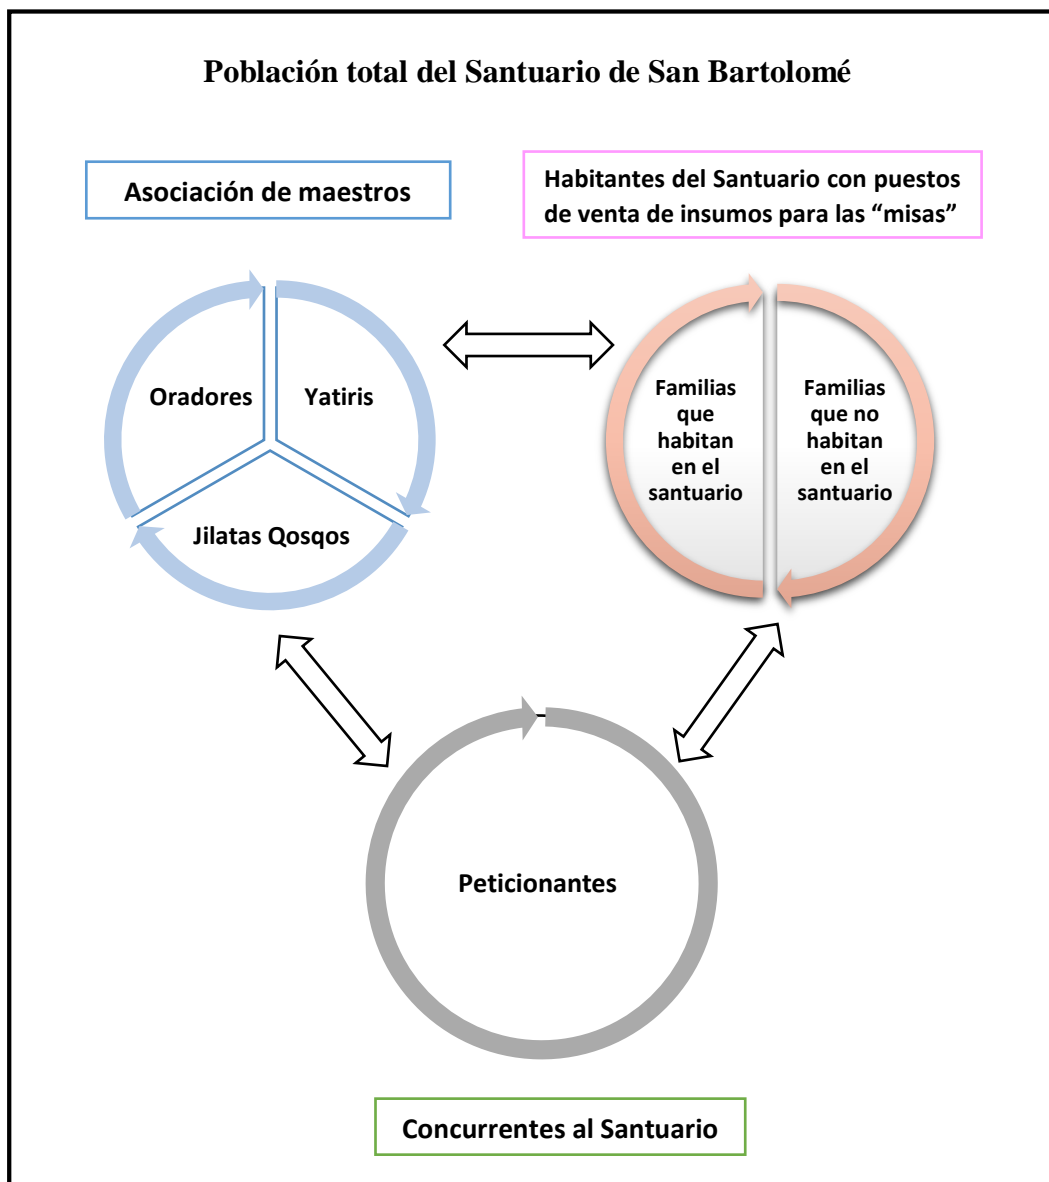 Población total del Santuario de San Bartolomé
Asociación de maestros
Habitantes del Santuario con puestos
de venta de insumos para las “misas”
Oradores
Yatiris
Jilatas Qosqos
Familias
que
habitan
en el
santuario
Familias
que no
habitan
en el
santuario
Peticionantes
Concurrentes al Santuario